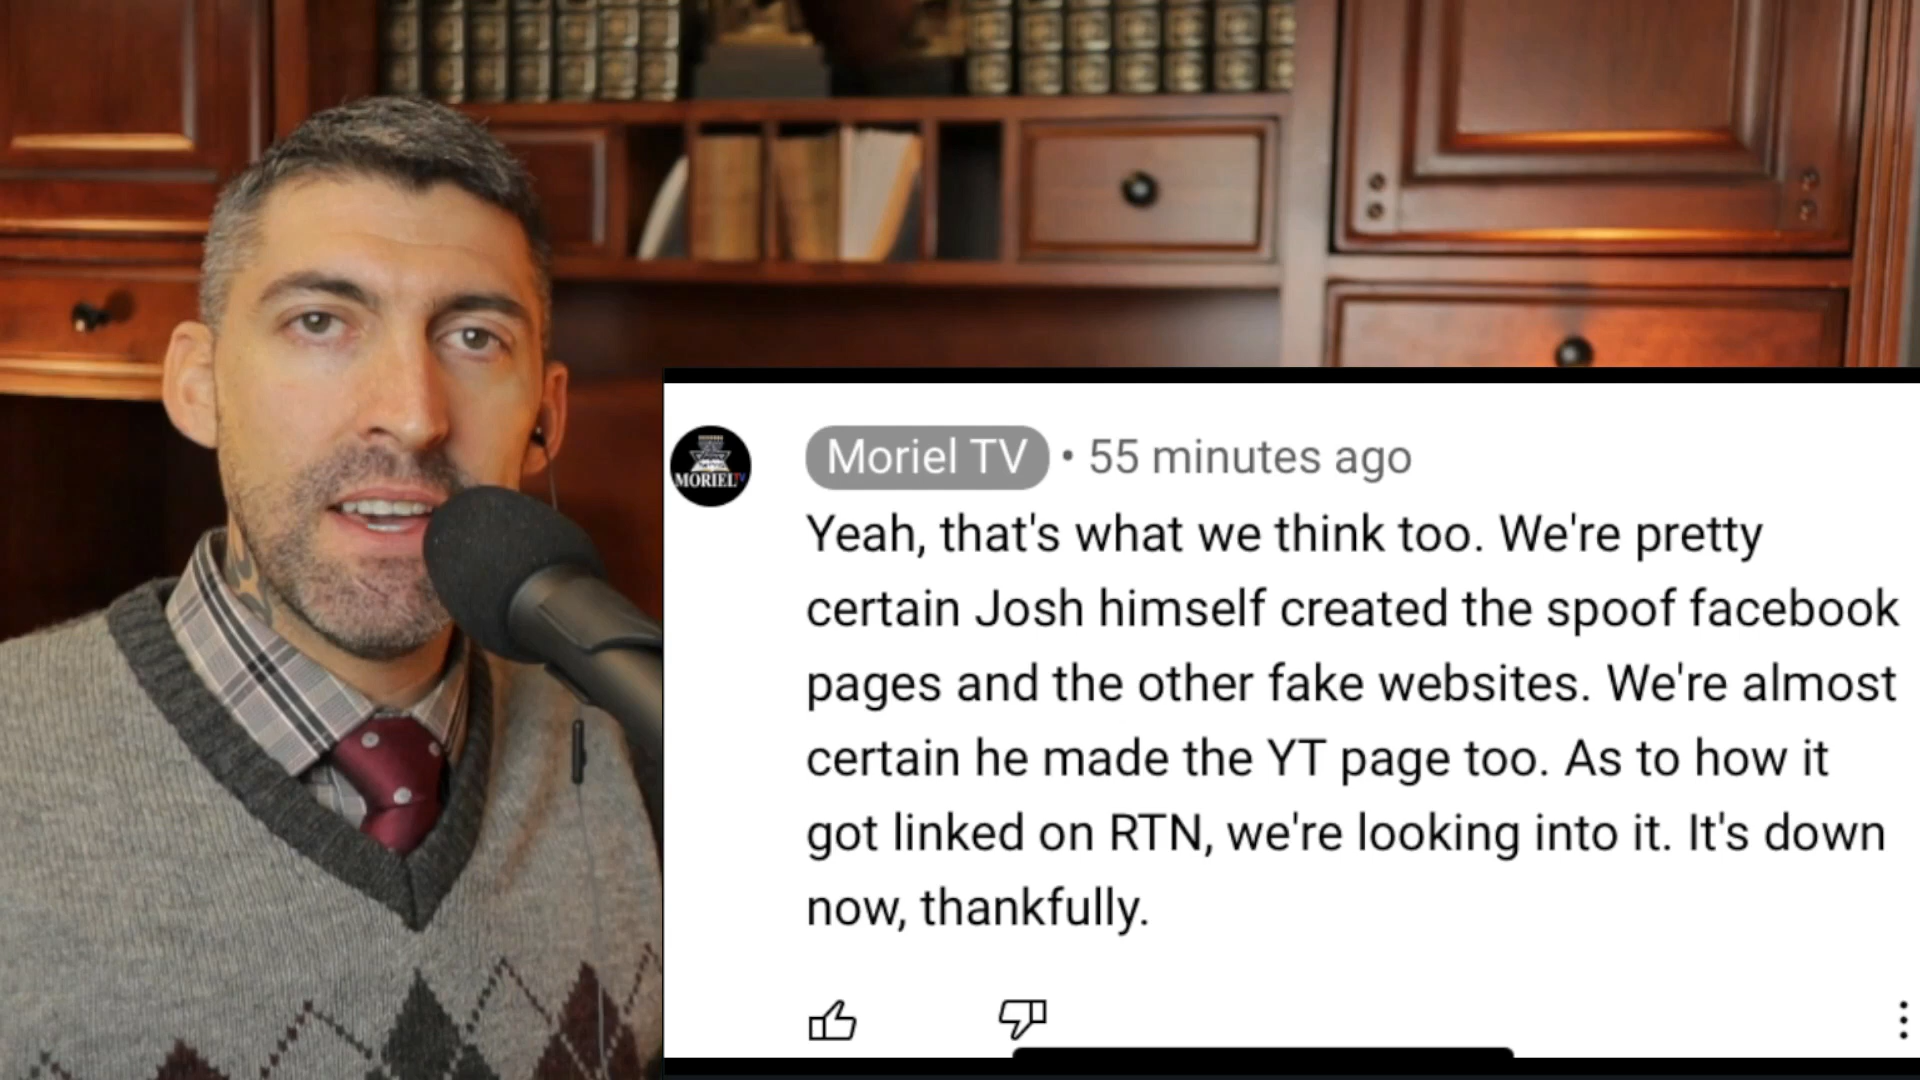 MORIEL TV
Moriel TV • 55 minutes ago
Yeah, that's what we think too. We're pretty
certain Josh himself created the spoof facebook
pages and the other fake websites. We're almost
certain he made the YT page too. As to how it
got linked on RTN, we're looking into it. It's down
now, thankfully.